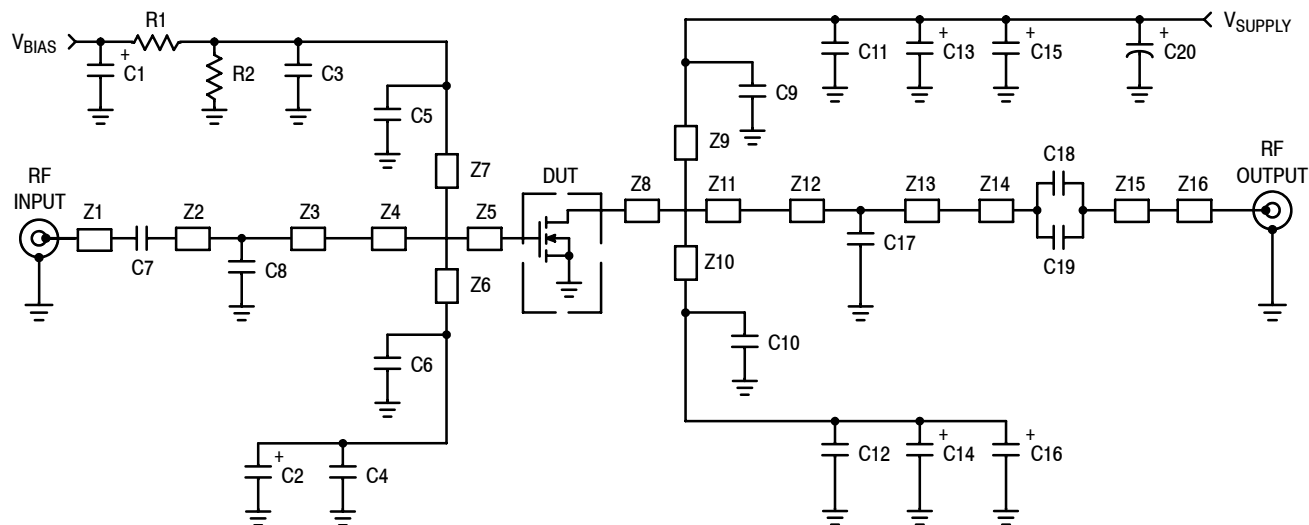 VBIAS
R1
+
C1
R2
C3
C5
Z7
RF
INPUT
Z1
C7
Z2
C8
Z3
Z4
Z5
DUT
Z6
C6
+
C2
C4
VSUPPLY
C11
+
C13
+
C15
+
C20
C9
Z9
Z8
Z11
Z12
C17
Z13
Z14
C18
C19
Z15
Z16
RF
OUTPUT
Z10
C10
C12
+
C14
+
C16